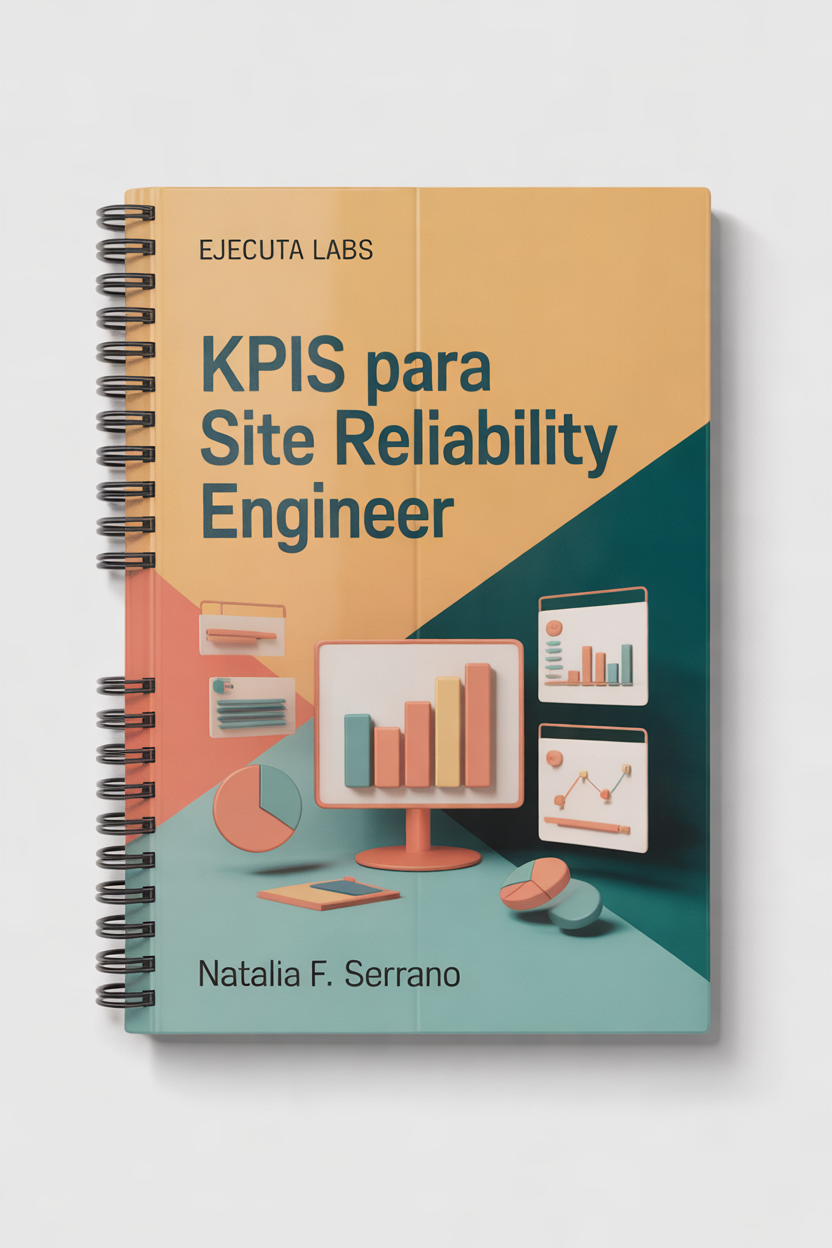 EJECUTA LABS
KPIS para
Site Reliability
Engineer
Natalia F. Serrano